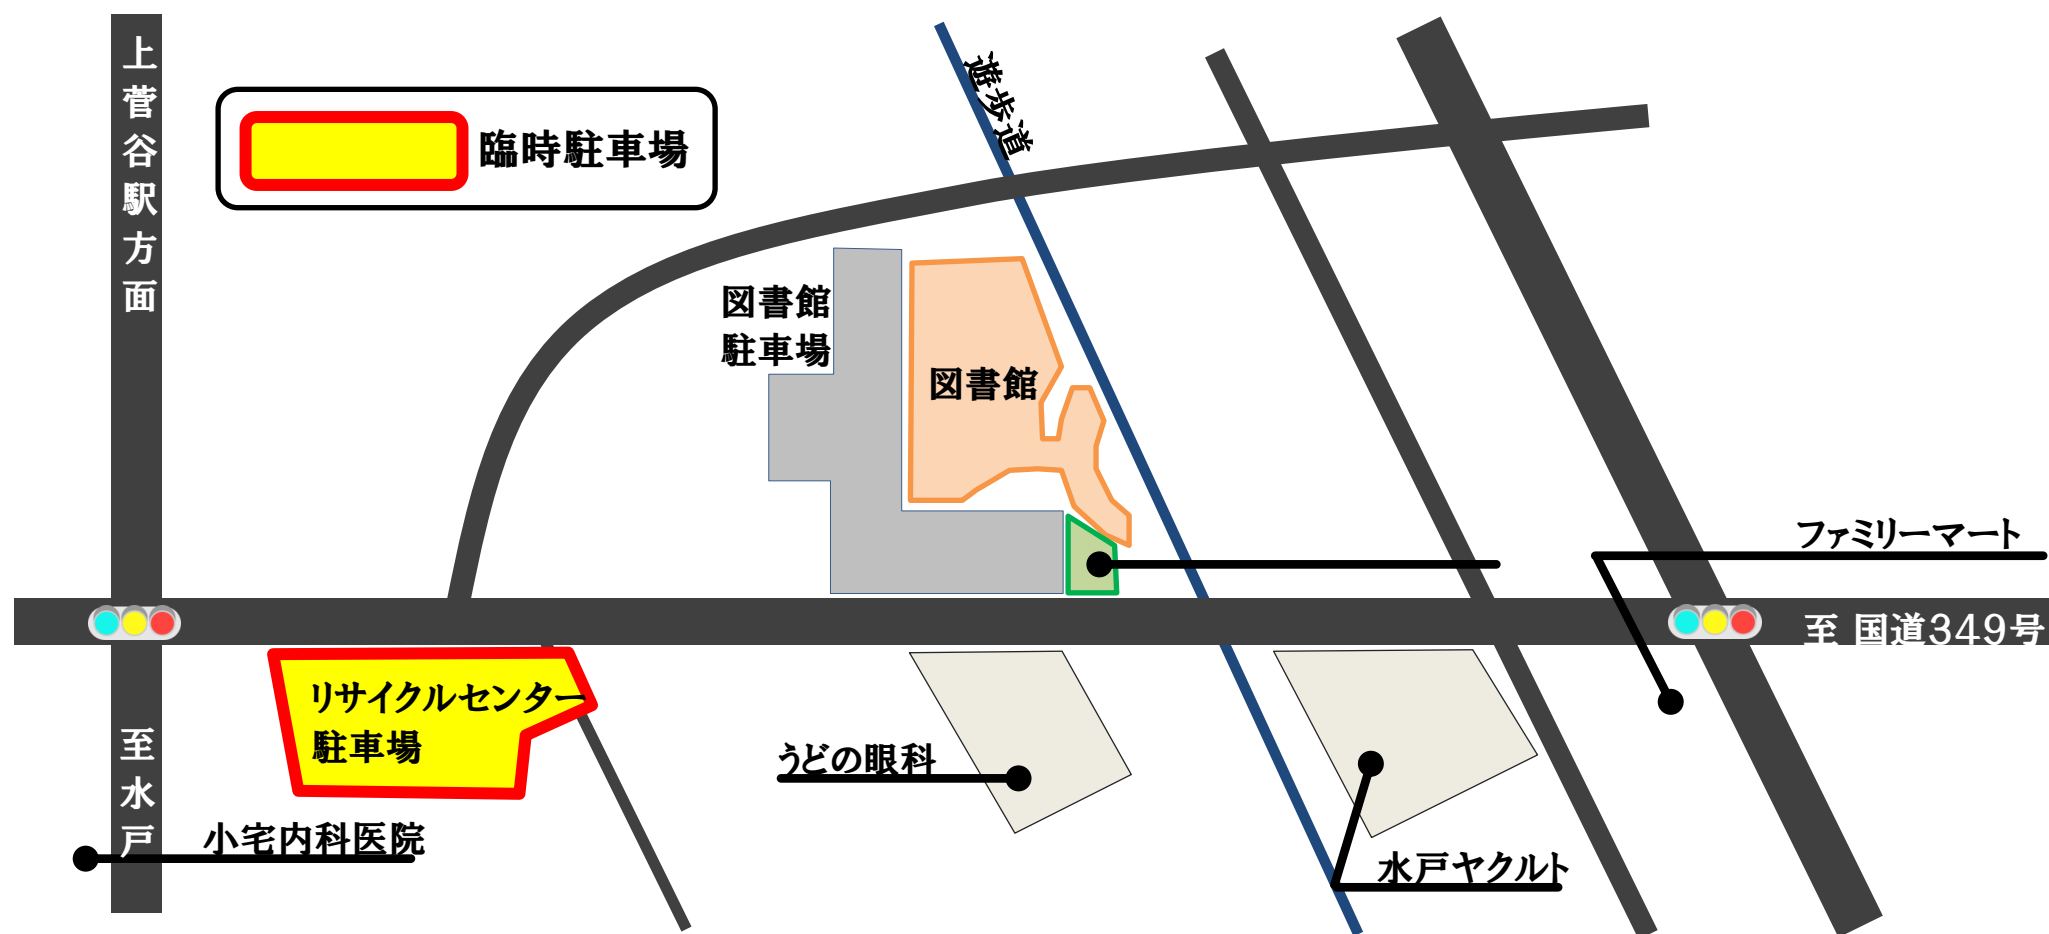 上菅谷駅方面
臨時駐車場
遊歩道
図書館
駐車場
図書館
ファミリーマート
至 国道349号
リサイクルセンター
駐車場
至水戸
うどの眼科
小宅内科医院
水戸ヤクルト